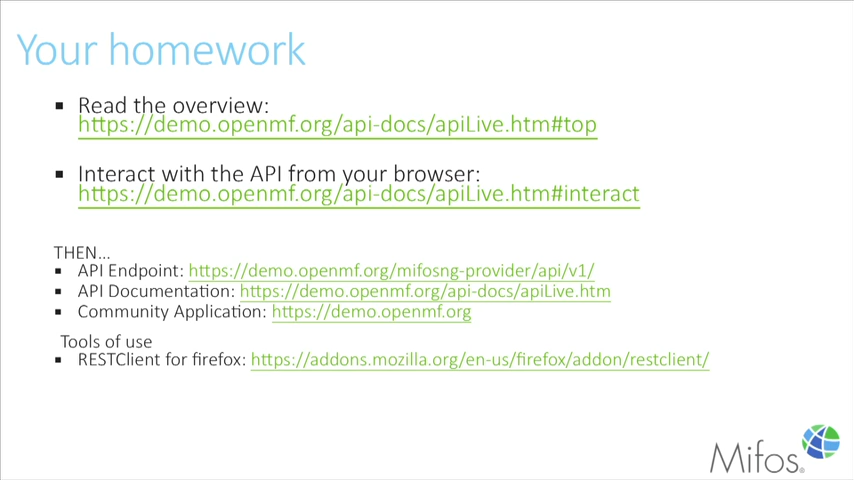 Your homework
▪ Read the overview:
https://demo.openmf.org/api-docs/apiLive.htm#top
▪ Interact with the API from your browser:
https://demo.openmf.org/api-docs/apiLive.htm#interact
THEN...
▪ API Endpoint: https://demo.openmf.org/mifosng-provider/api/v1/
▪ API Documentation: https://demo.openmf.org/api-docs/apiLive.htm
▪ Community Application: https://demo.openmf.org
Tools of use
▪ RESTClient for firefox: https://addons.mozilla.org/en-us/firefox/addon/restclient/
Mifos®